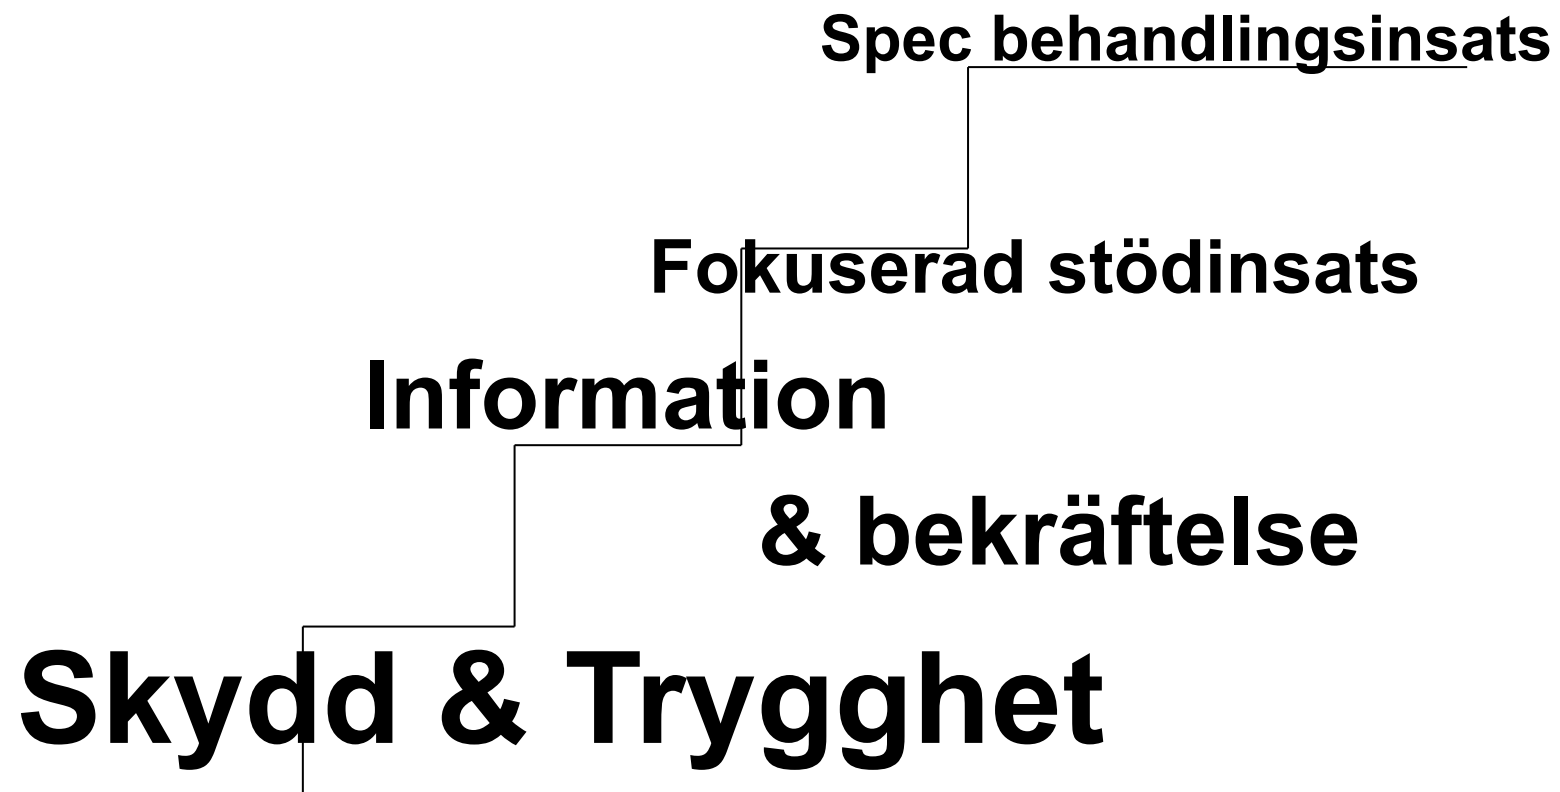 Spec behandlingsinsats
Fokuserad stödinsats
Information
& bekräftelse
Skydd & Trygghet